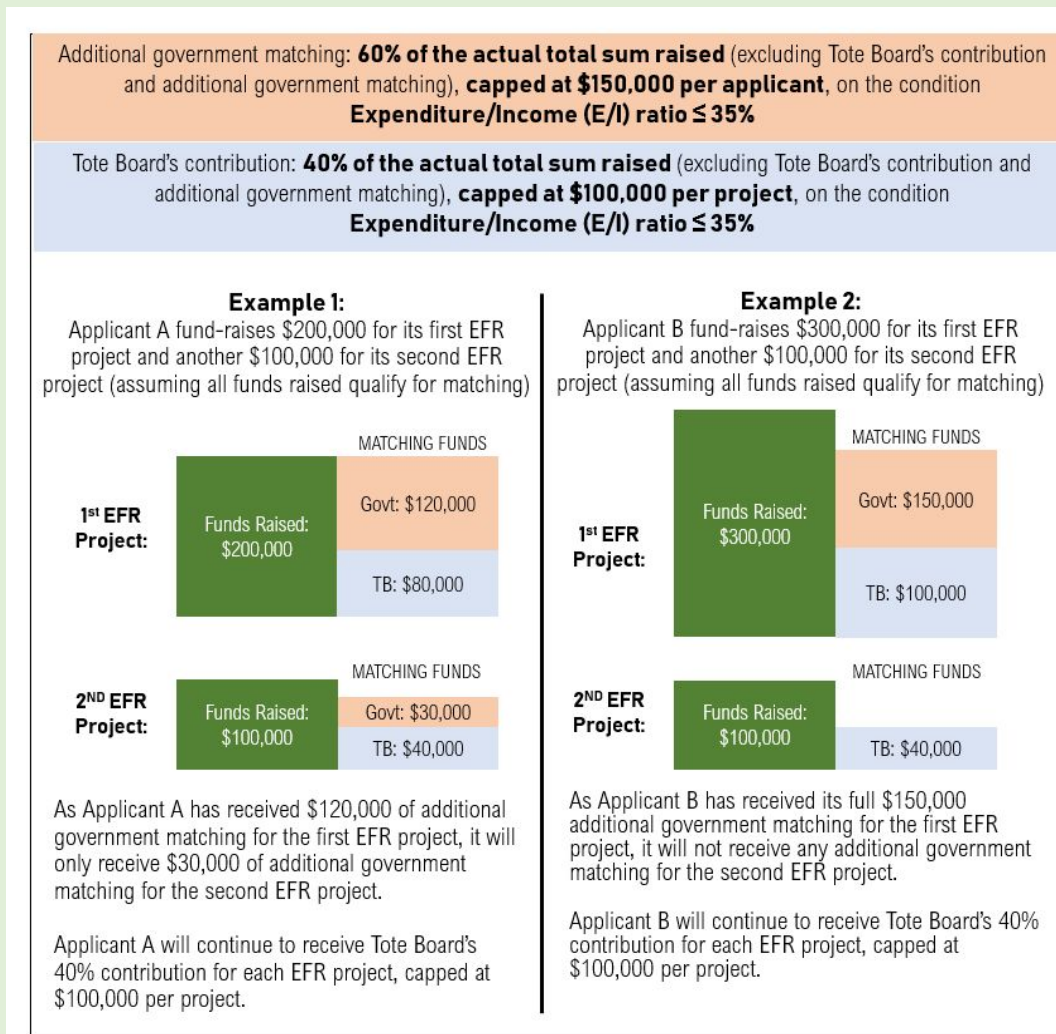 Additional government matching: 60% of the actual total sum raised (excluding Tote Board's contribution
and additional government matching), capped at $150,000 per applicant, on the condition
Expenditure/Income (E/I) ratio ≤ 35%
Tote Board's contribution: 40% of the actual total sum raised (excluding Tote Board's contribution and
additional government matching), capped at $100,000 per project, on the condition
Expenditure/Income (E/I) ratio ≤ 35%
Example 1:
Applicant A fund-raises $200,000 for its first EFR
project and another $100,000 for its second EFR
project (assuming all funds raised qualify for matching)
MATCHING FUNDS
1st EFR
Project:
Funds Raised:
$200,000
Govt: $120,000
TB: $80,000
MATCHING FUNDS
2ND EFR
Project:
Funds Raised:
$100,000
Govt: $30,000
TB: $40,000
As Applicant A has received $120,000 of additional
government matching for the first EFR project, it will
only receive $30,000 of additional government
matching for the second EFR project.
Applicant A will continue to receive Tote Board's
40% contribution for each EFR project, capped at
$100,000 per project.
Example 2:
Applicant B fund-raises $300,000 for its first EFR
project and another $100,000 for its second EFR
project (assuming all funds raised qualify for matching)
MATCHING FUNDS
1st EFR
Project:
Funds Raised:
$300,000
Govt: $150,000
TB: $100,000
MATCHING FUNDS
2ND EFR
Project:
Funds Raised:
$100,000
TB: $40,000
As Applicant B has received its full $150,000
additional government matching for the first EFR
project, it will not receive any additional government
matching for the second EFR project.
Applicant B will continue to receive Tote Board's 40%
contribution for each EFR project, capped at
$100,000 per project.